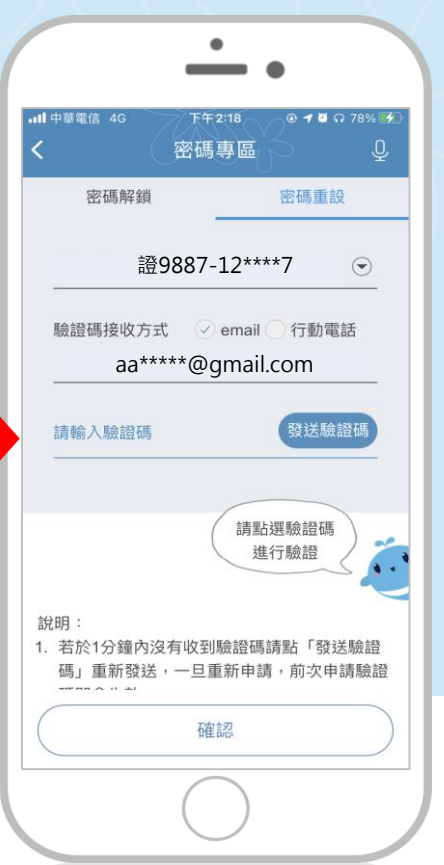 中華電信 4G 下午2:18 78%
密碼專區
密碼解鎖 密碼重設
證9887-12****7
驗證碼接收方式 email 行動電話
aa*****@gmail.com
請輸入驗證碼 發送驗證碼
請點選驗證碼
進行驗證
說明：
1. 若於1分鐘內沒有收到驗證碼請點「發送驗證
碼」重新發送，一旦重新申請，前次申請驗證
確認